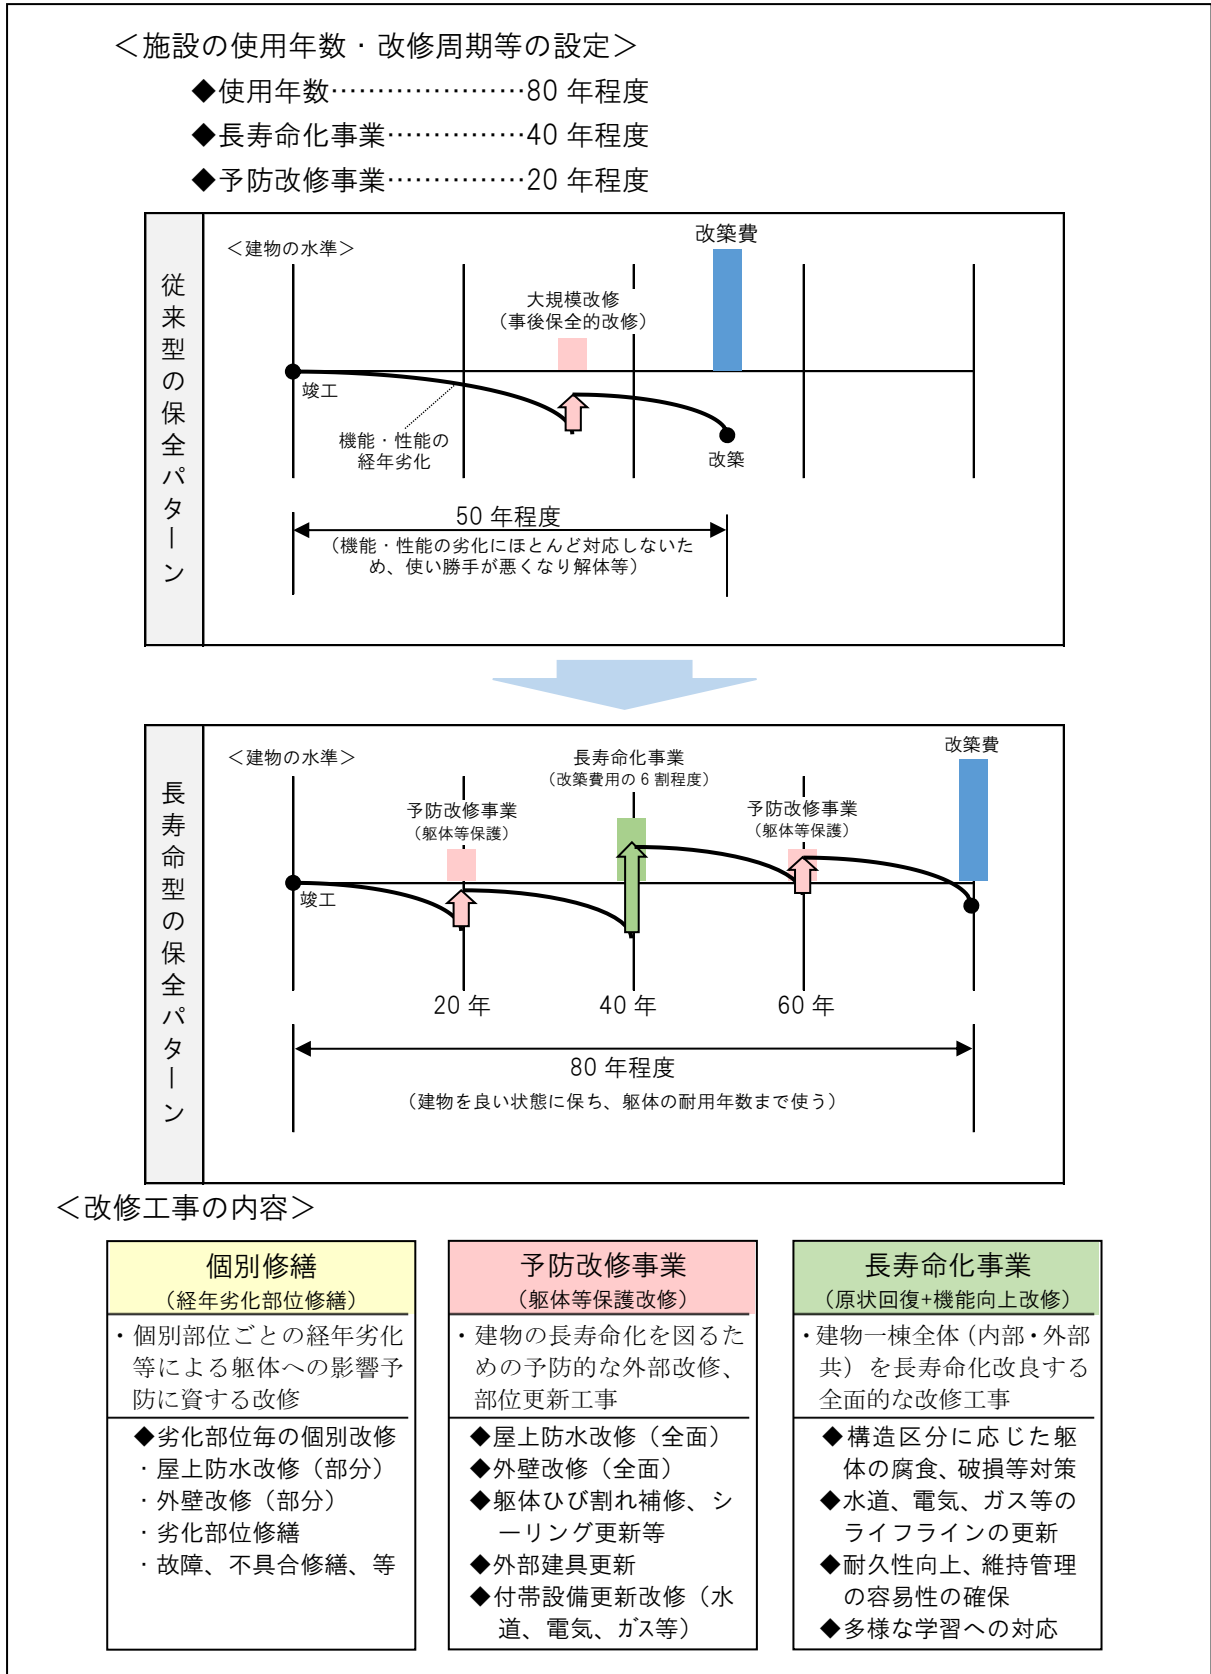 ＜施設の使用年数・改修周期等の設定＞
◆使用年数…………………80 年程度
◆長寿命化事業……………40 年程度
◆予防改修事業……………20 年程度
従来型の保全パターン
＜建物の水準＞
改築費
大規模改修
（事後保全的改修）
竣工
機能・性能の
経年劣化
改築
50 年程度
（機能・性能の劣化にほとんど対応しないた
め、使い勝手が悪くなり解体等）
長寿命型の保全パターン
＜建物の水準＞
長寿命化事業
（改築費用の 6 割程度）
改築費
予防改修事業
（躯体等保護）
予防改修事業
（躯体等保護）
竣工
20 年
40 年
60 年
80 年程度
（建物を良い状態に保ち、躯体の耐用年数まで使う）
＜改修工事の内容＞
個別修繕
（経年劣化部位修繕）
・個別部位ごとの経年劣化
等による躯体への影響予
防に資する改修
◆劣化部位毎の個別改修
・屋上防水改修（部分）
・外壁改修（部分）
・劣化部位修繕
・故障、不具合修繕、等
予防改修事業
（躯体等保護改修）
・建物の長寿命化を図るた
めの予防的な外部改修、
部位更新工事
◆屋上防水改修（全面）
◆外壁改修（全面）
◆躯体ひび割れ補修、シ
ーリング更新等
◆外部建具更新
◆付帯設備更新改修（水
道、電気、ガス等）
長寿命化事業
（原状回復+機能向上改修）
・建物一棟全体（内部・外部
共）を長寿命化改良する
全面的な改修工事
◆構造区分に応じた躯
体の腐食、破損等対策
◆水道、電気、ガス等の
ライフラインの更新
◆耐久性向上、維持管理
の容易性の確保
◆多様な学習への対応